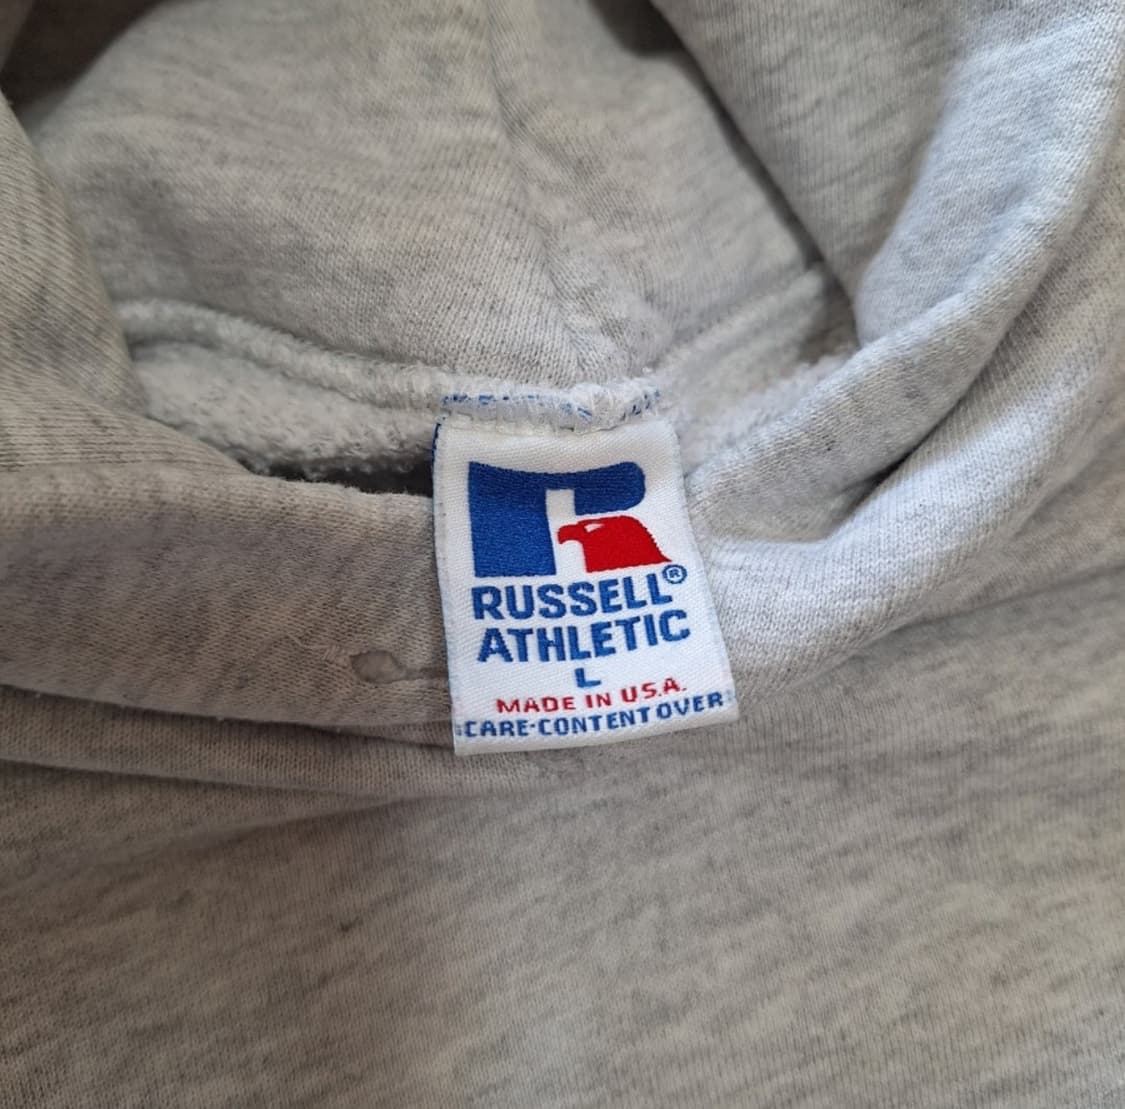 RUSSELL®
ATHLETIC
L
MADE IN U.S.A.
CARE·CONTENT OVER